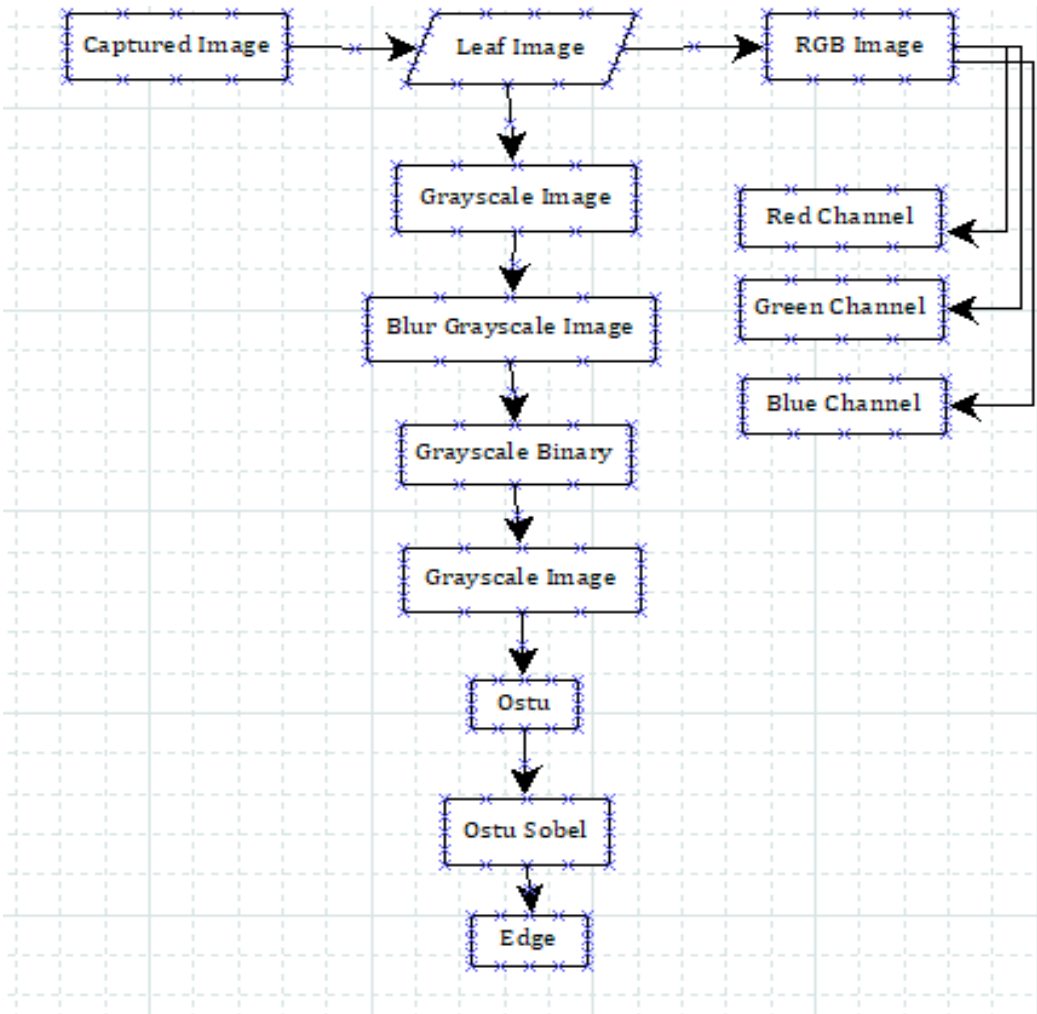 Captured Image
Leaf Image
RGB Image
Grayscale Image
Red Channel
Green Channel
Blur Grayscale Image
Blue Channel
Grayscale Binary
Grayscale Image
Ostu
Ostu Sobel
Edge